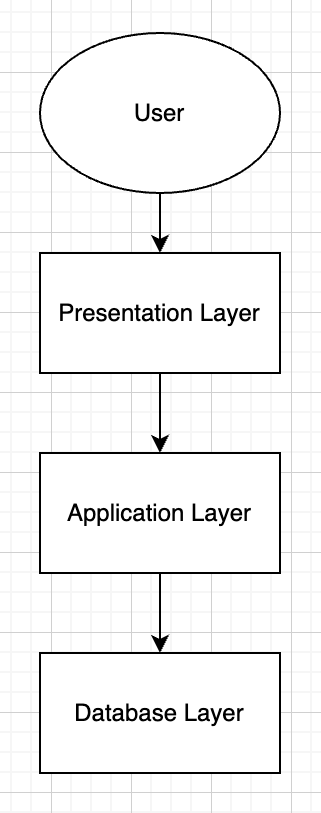 User
Presentation Layer
Application Layer
Database Layer